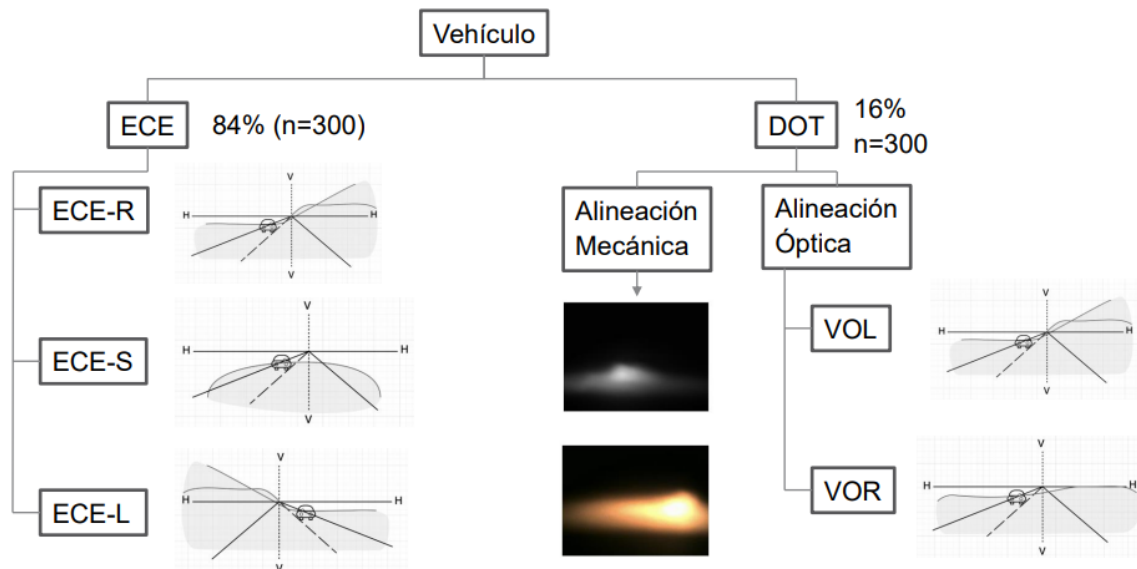 Vehículo
ECE
84% (n=300)
DOT
16%
n=300
ECE-R
V
H
H
V
Alineación
Mecánica
Alineación
Óptica
ECE-S
V
H
H
V
VOL
V
H
H
V
ECE-L
V
H
H
V
VOR
V
H
H
V